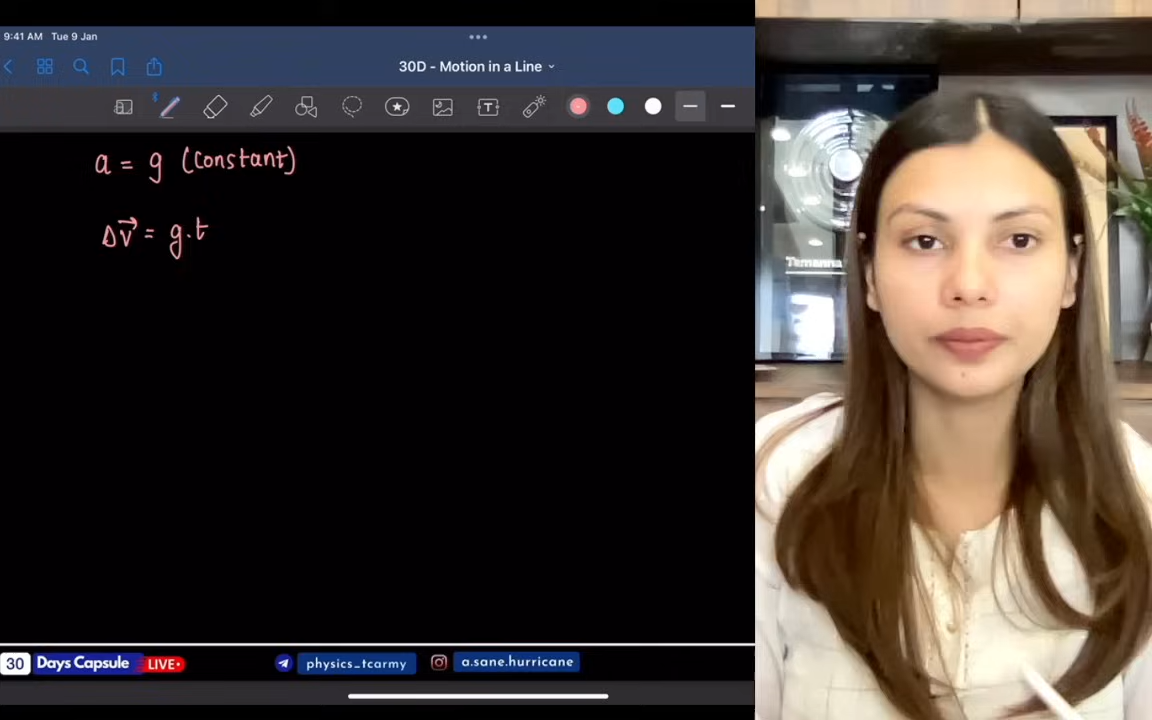 9:41 AM Tue 9 Jan
30D - Motion in a Line
a = g (Constant)
Δv⃗ = g.t
30 Days Capsule LIVE
physics_tcarmy
a.sane.hurricane